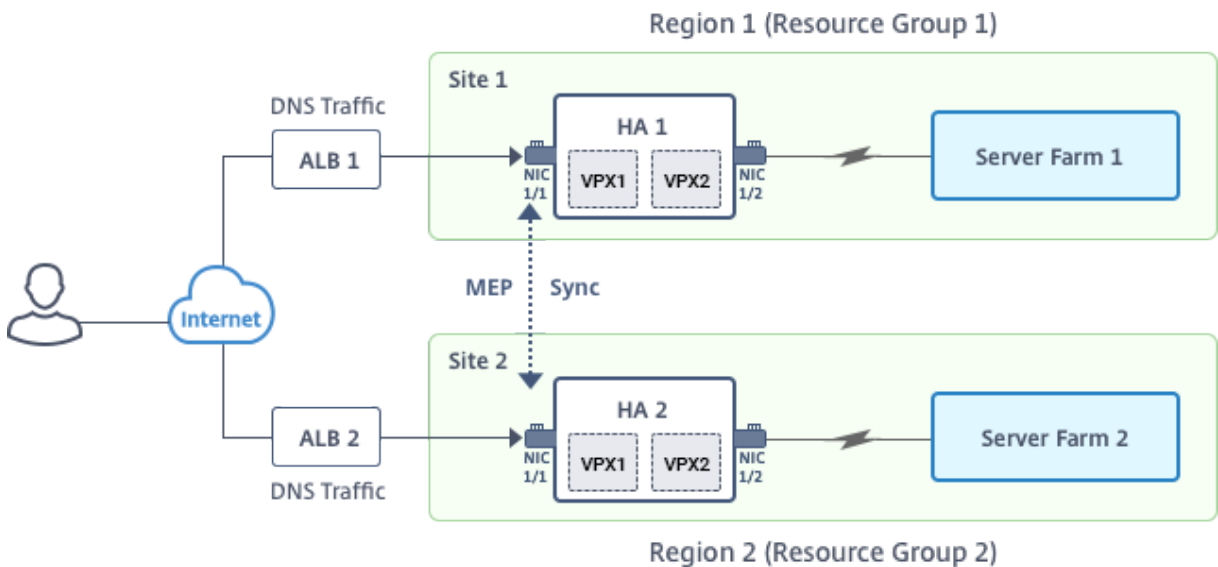 Region 1 (Resource Group 1)
Site 1
DNS Traffic
ALB 1
HA 1
VPX1
VPX2
NIC
1/1
NIC
1/2
Server Farm 1
MEP
Sync
Internet
Site 2
ALB 2
DNS Traffic
HA 2
VPX1
VPX2
NIC
1/1
NIC
1/2
Server Farm 2
Region 2 (Resource Group 2)